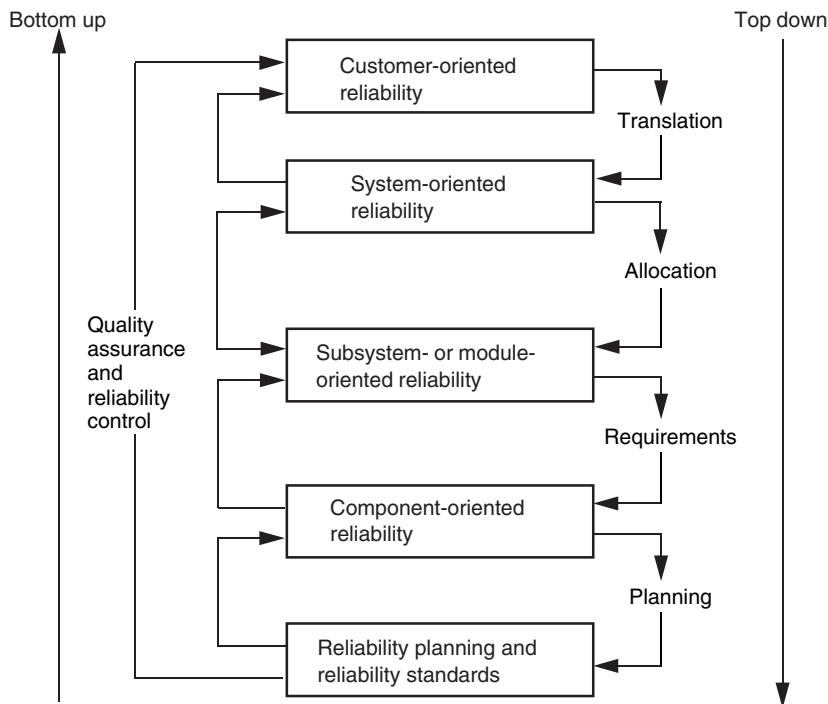 Bottom up
Top down
Customer-oriented
reliability
Translation
System-oriented
reliability
Allocation
Quality
assurance
and
reliability
control
Subsystem- or module-
oriented reliability
Requirements
Component-oriented
reliability
Planning
Reliability planning and
reliability standards